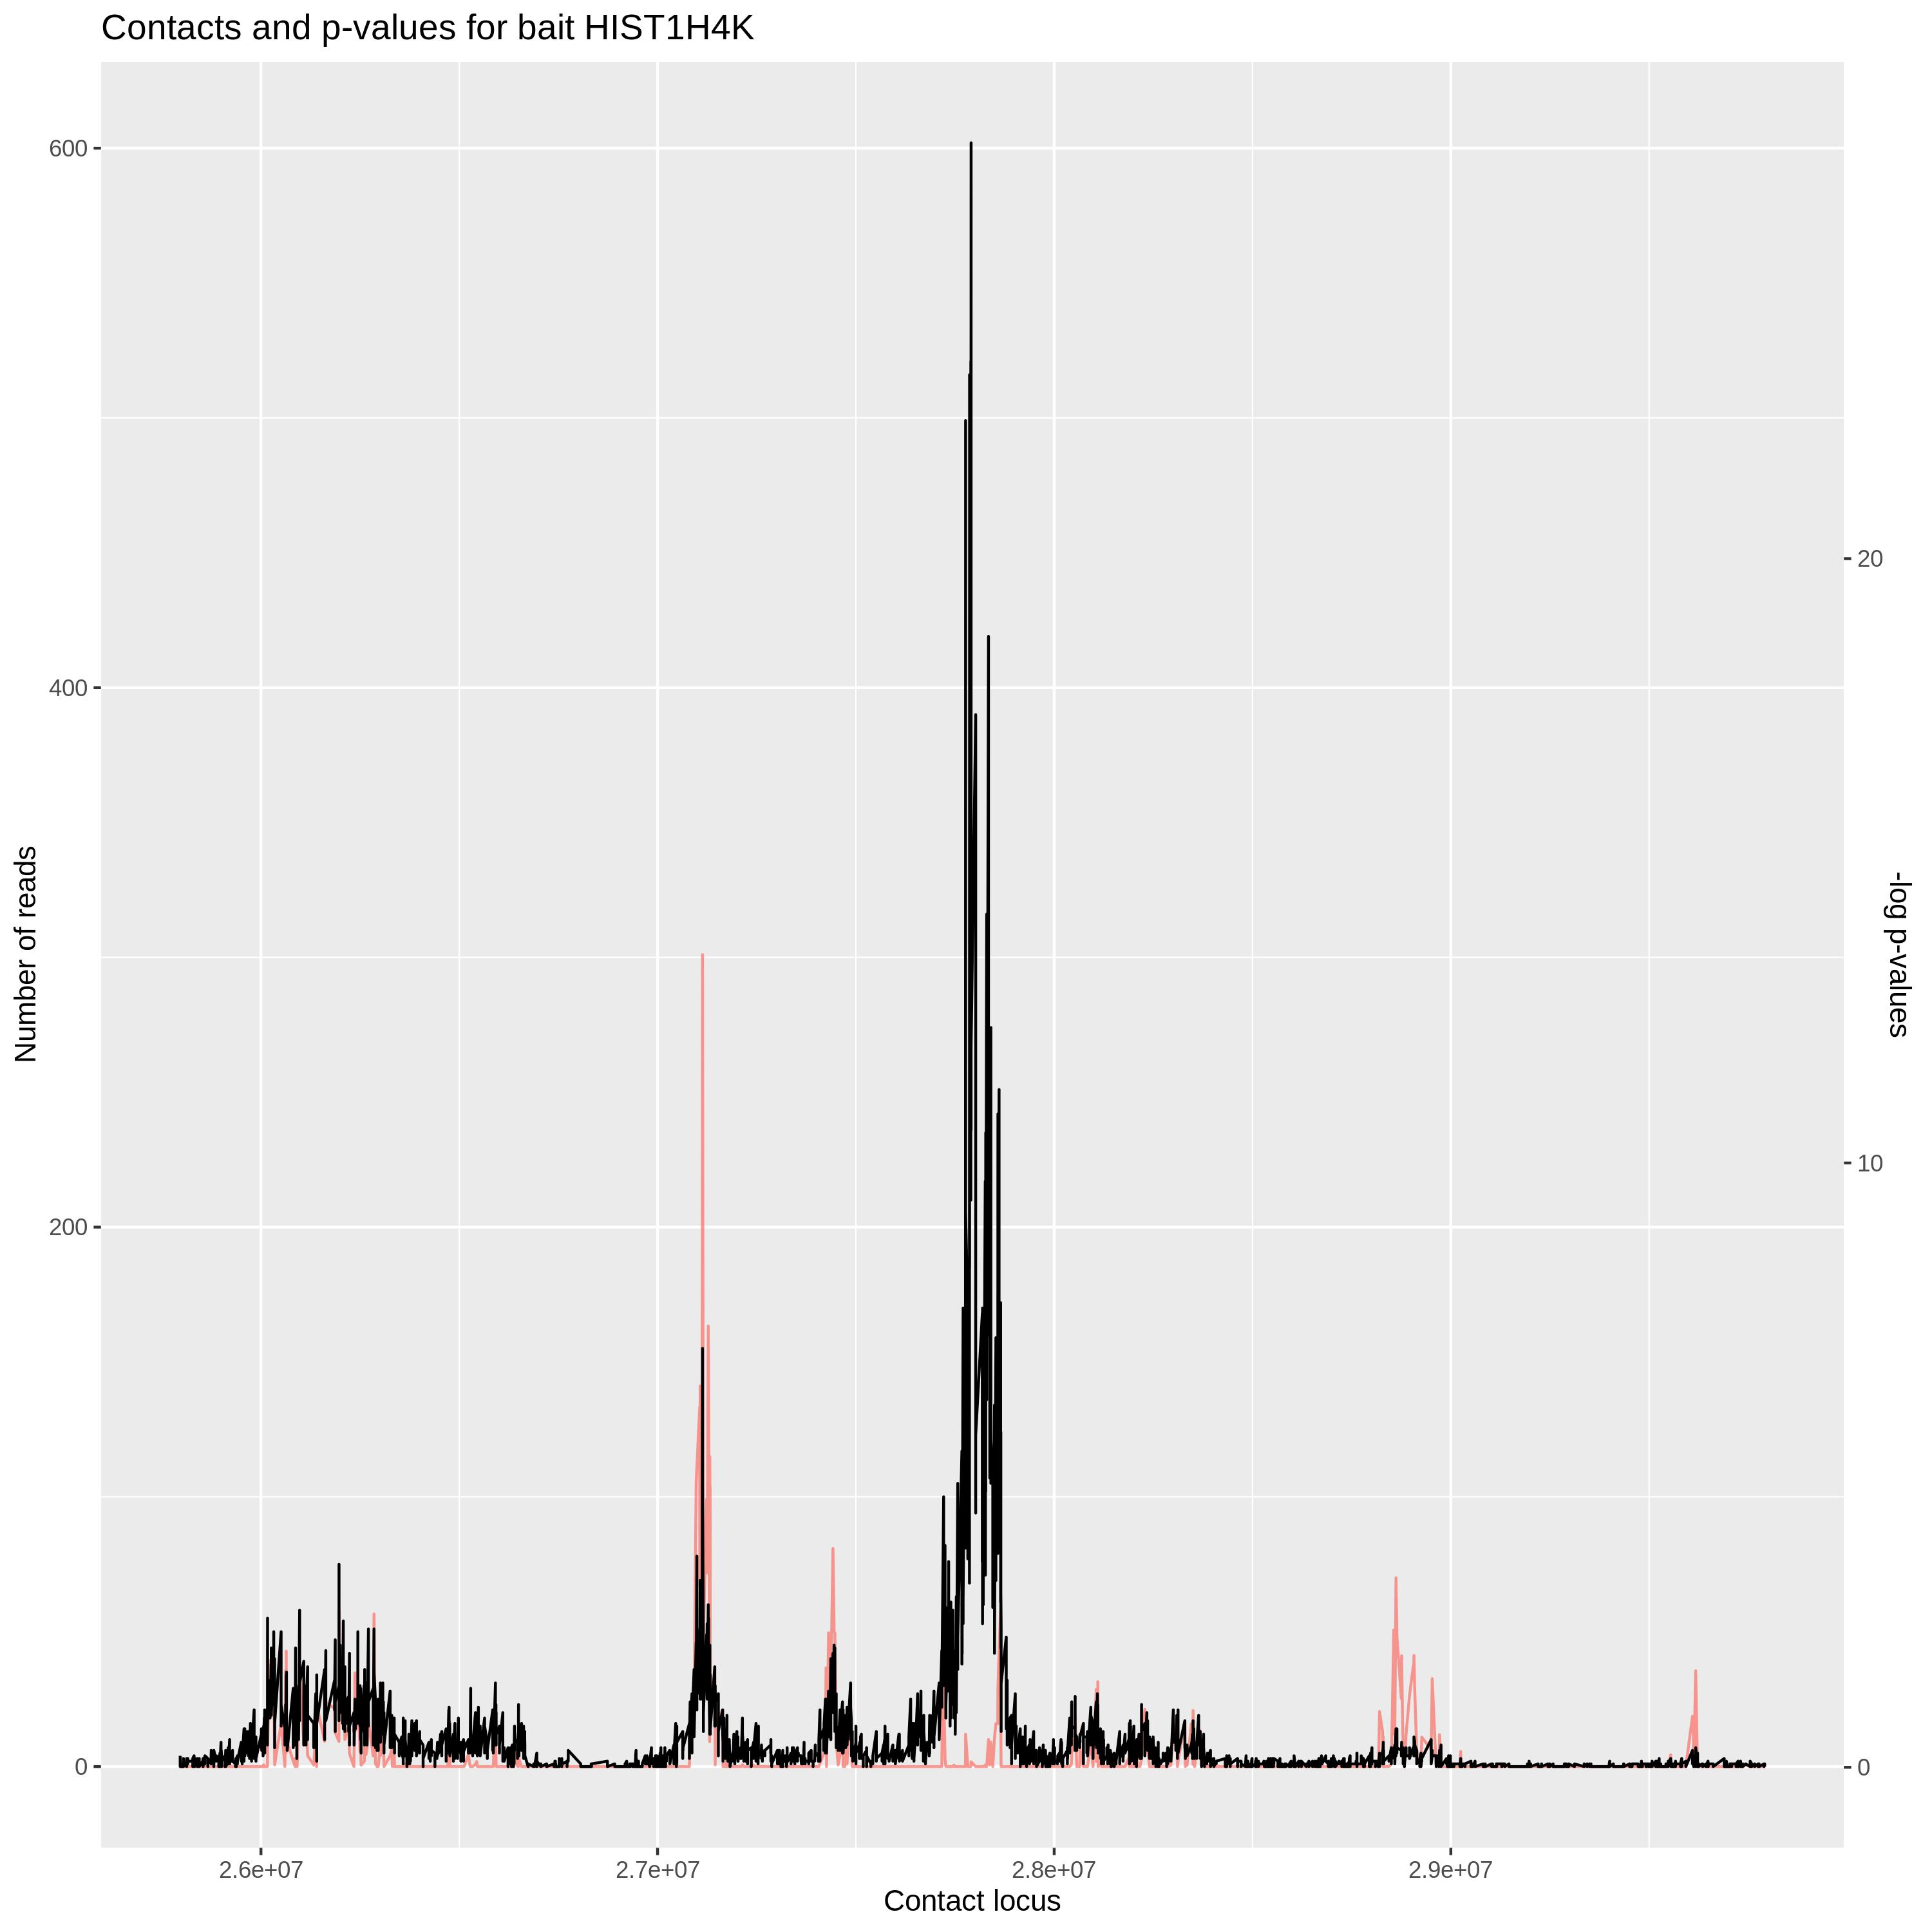 Contacts and p-values for bait HIST1H4K
600
400
200
0
Number of reads
20
10
0
-log p-values
2.6e+07
2.7e+07
2.8e+07
2.9e+07
Contact locus